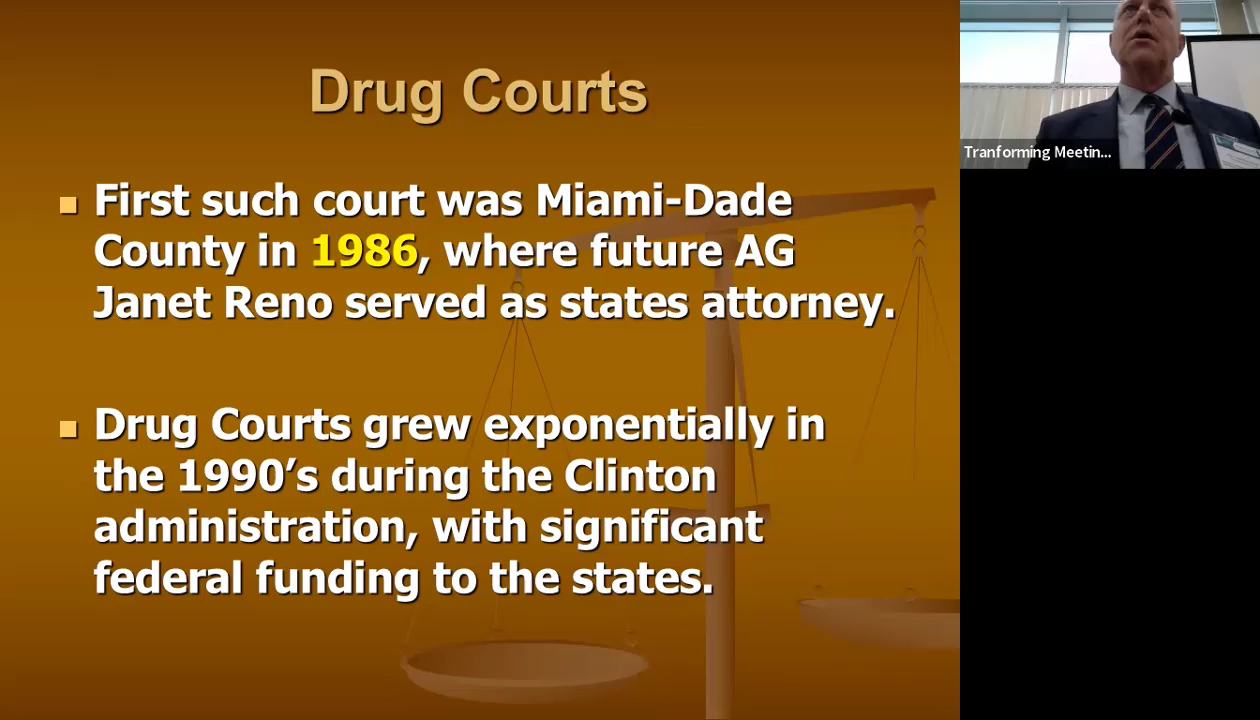 Drug Courts
First such court was Miami-Dade
County in 1986, where future AG
Janet Reno served as states attorney.
Drug Courts grew exponentially in
the 1990’s during the Clinton
administration, with significant
federal funding to the states.
Tranforming Meetin...